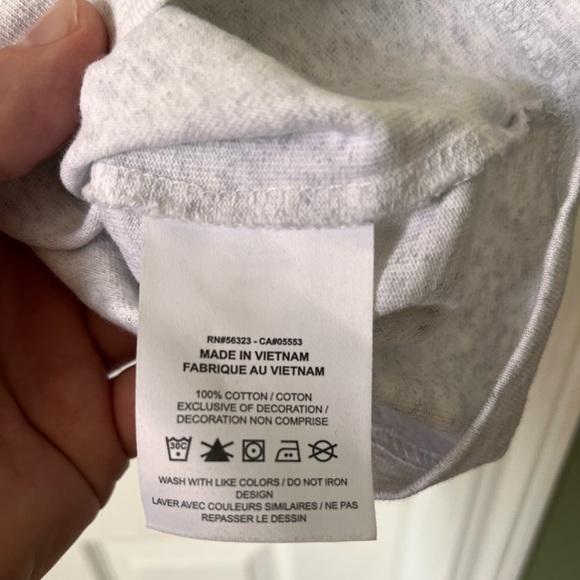 RN#56323 - CA#05553
MADE IN VIETNAM
FABRIQUE AU VIETNAM
100% COTTON / COTON
EXCLUSIVE OF DECORATION /
DECORATION NON COMPRISE
30C
WASH WITH LIKE COLORS / DO NOT IRON
DESIGN
LAVER AVEC COULEURS SIMILAIRES / NE PAS
REPASSER LE DESSIN